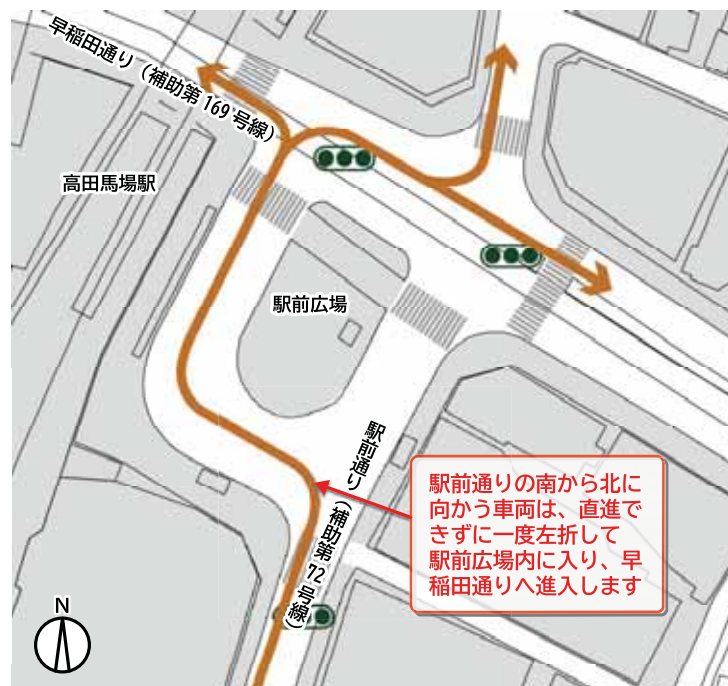 早稲田通り（補助第169号線）
高田馬場駅
駅前広場
駅前通り（補助第72号線）
駅前通りの南から北に
向かう車両は、直進で
きずに一度左折して
駅前広場内に入り、早
稲田通りへ進入します
N